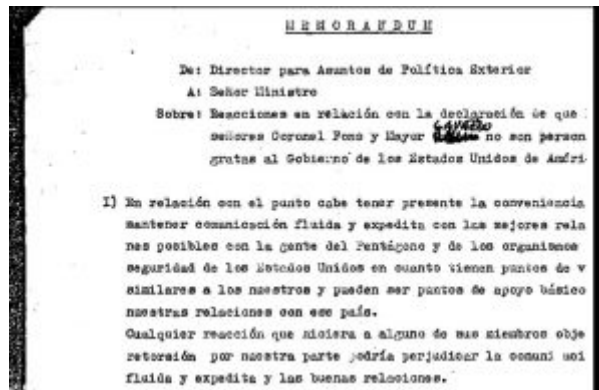 MEMORANDUM
De: Director para Asuntos de Política Exterior
A: Señor Ministro
Sobre: Reacciones en relación con la declaración de que
señores Coronel Fons y Mayor no son person
gratas al Gobierno de los Estados Unidos de Améri
I) En relación con el punto cabe tener presente la conveniencia
mantener comunicación fluida y expedita con las mejores rela
nes posibles con la gente del Pentágono y de los organismos
seguridad de los Estados Unidos en cuanto tienen puntos de v
similares a los nuestros y pueden ser puntos de apoyo básico
nuestras relaciones con ese país.
Cualquier reacción que hiciera a alguno de sus miembros obje
retorsión por nuestra parte podría perjudicar la comuni aci
fluida y expedita y las buenas relaciones.